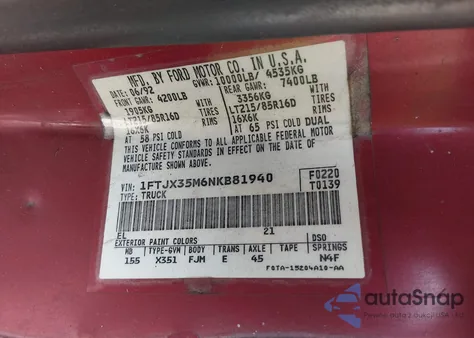 MFD. BY FORD MOTOR CO. IN U.S.A.
DATE: 06/92 GVWR: 10000LB/ 4535KG
FRONT GAWR: 4200LB REAR GAWR: 7400LB
1905KG WITH 3356KG WITH
LT215/85R16D TIRES LT215/85R16D TIRES
16X6K RIMS 16X6K RIMS
AT 58 PSI COLD AT 65 PSI COLD DUAL
THIS VEHICLE CONFORMS TO ALL APPLICABLE FEDERAL MOTOR
VEHICLE SAFETY STANDARDS IN EFFECT ON THE DATE OF
MANUFACTURE SHOWN ABOVE.
VIN: 1FTJX35M6NKB81940 F0220
TYPE: TRUCK T0139
EL 21
EXTERIOR PAINT COLORS DSO
WB TYPE-GVW BODY TRANS AXLE TAPE SPRINGS
155 X351 FJM E 45 N4F
F0TA-15204A10-AA
autoSnap